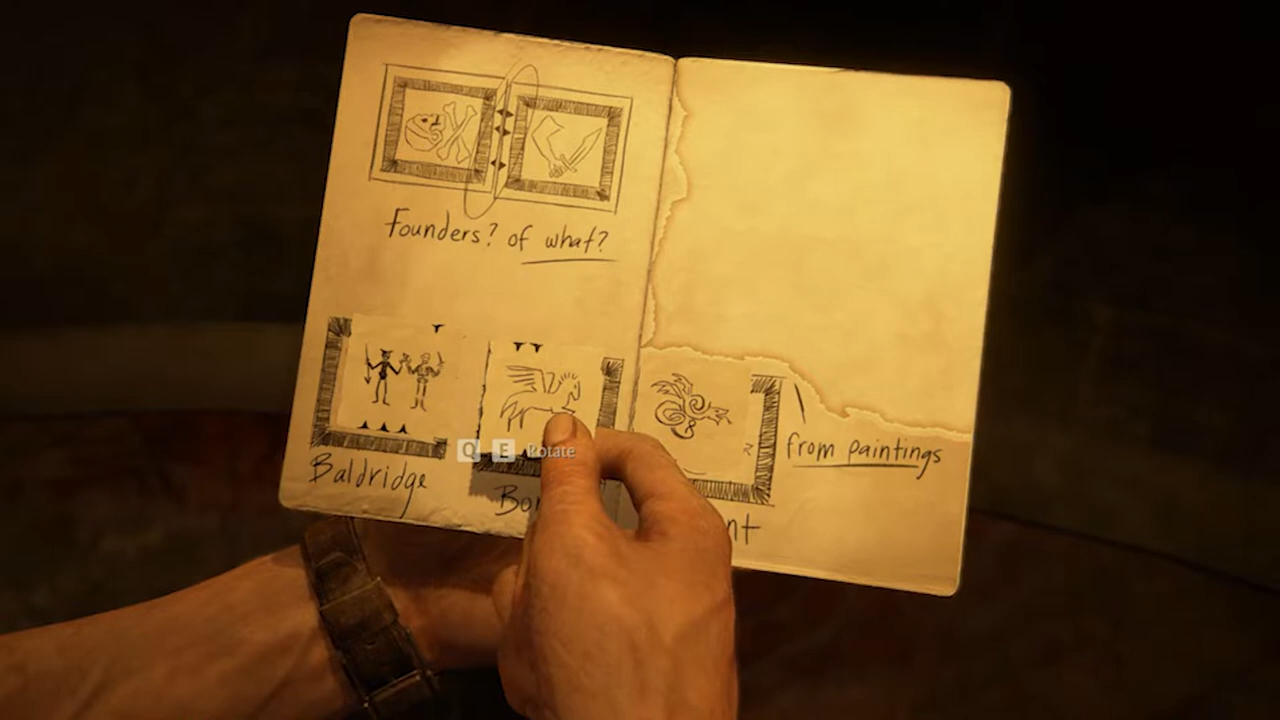 Founders? of what?
from paintings
Baldridge
Q E Rotate